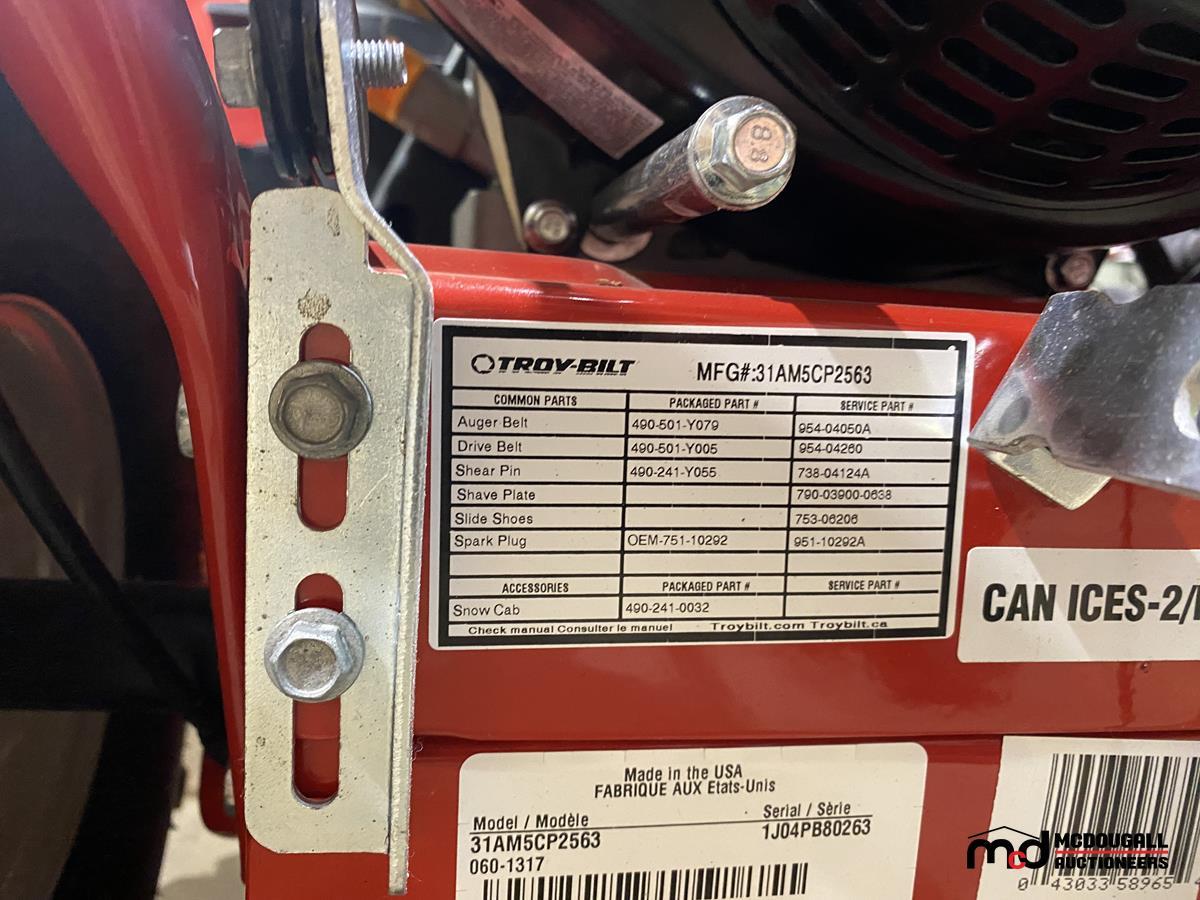 8.8
TROY-BILT MFG#:31AM5CP2563
COMMON PARTS PACKAGED PART # SERVICE PART #
Auger Belt 490-501-Y079 954-04050A
Drive Belt 490-501-Y005 954-04260
Shear Pin 490-241-Y055 738-04124A
Shave Plate 790-03900-0638
Slide Shoes 753-06206
Spark Plug OEM-751-10292 951-10292A
ACCESSORIES PACKAGED PART # SERVICE PART #
Snow Cab 490-241-0032
Check manual Consulter le manuel Troybilt.com Troybilt.ca
CAN ICES-2/
Made in the USA
FABRIQUE AUX Etats-Unis
Model / Modèle Serial / Série
31AM5CP2563 1J04PB80263
060-1317
mcd MCDOUGALL
AUCTIONEERS
0 43033 58965